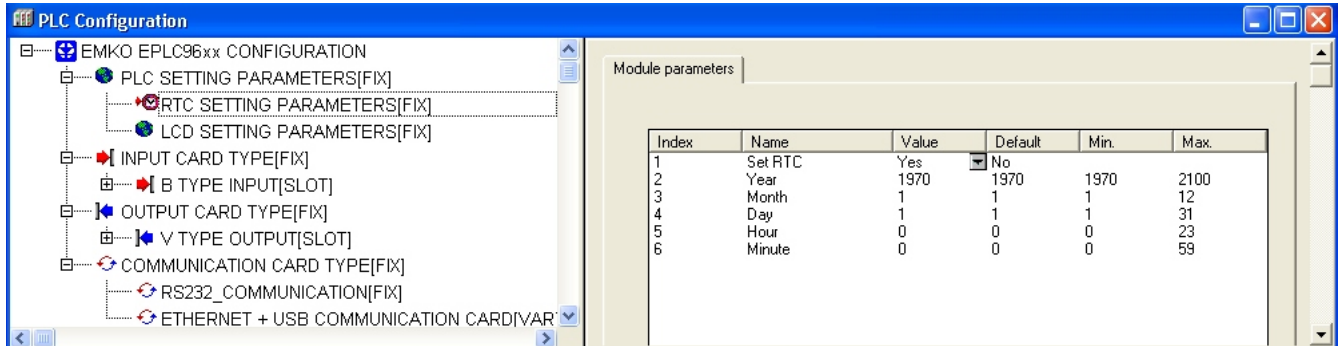 PLC Configuration
EMKO EPLC96xx CONFIGURATION
PLC SETTING PARAMETERS[FIX]
RTC SETTING PARAMETERS[FIX]
LCD SETTING PARAMETERS[FIX]
INPUT CARD TYPE[FIX]
B TYPE INPUT[SLOT]
OUTPUT CARD TYPE[FIX]
V TYPE OUTPUT[SLOT]
COMMUNICATION CARD TYPE[FIX]
RS232_COMMUNICATION[FIX]
ETHERNET + USB COMMUNICATION CARD[VAR
Module parameters
Index Name Value Default Min. Max.
1 Set RTC Yes No
2 Year 1970 1970 1970 2100
3 Month 1 1 1 12
4 Day 1 1 1 31
5 Hour 0 0 0 23
6 Minute 0 0 0 59